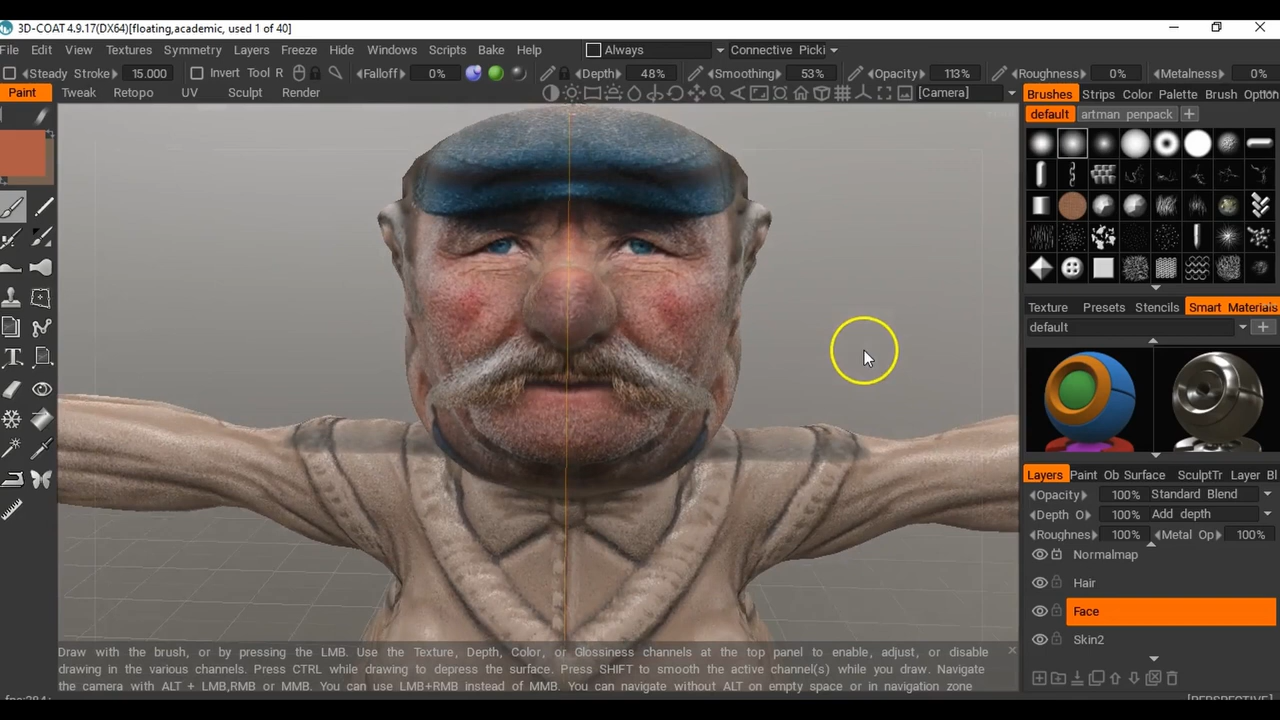 3D-COAT 4.9.17(DX64)[floating,academic, used 1 of 40]
File Edit View Textures Symmetry Layers Freeze Hide Windows Scripts Bake Help Always Connective Picki
Steady Stroke 15.000 Invert Tool R Falloff 0% Depth 48% Smoothing 53% Opacity 113% Roughness 0% Metalness 0%
Paint Tweak Retopo UV Sculpt Render [Camera]
Brushes Strips Color Palette Brush
default artman penpack
Texture Presets Stencils Smart Materials
default
Layers Paint Ob Surface SculptTr Layer Bl
Opacity 100% Standard Blend
Depth O 100% Add depth
Roughnes 100% Metal Op 100%
Normalmap
Hair
Face
Skin2
Draw with the brush, or by pressing the LMB. Use the Texture, Depth, Color, or Glossiness channels at the top panel to enable, adjust, or disable
drawing in the various channels. Press CTRL while drawing to depress the surface. Press SHIFT to smooth the active channel(s) while you draw. Navigate
the camera with ALT + LMB,RMB or MMB. You can use LMB+RMB instead of MMB. You can navigate without ALT on empty space or in navigation zone